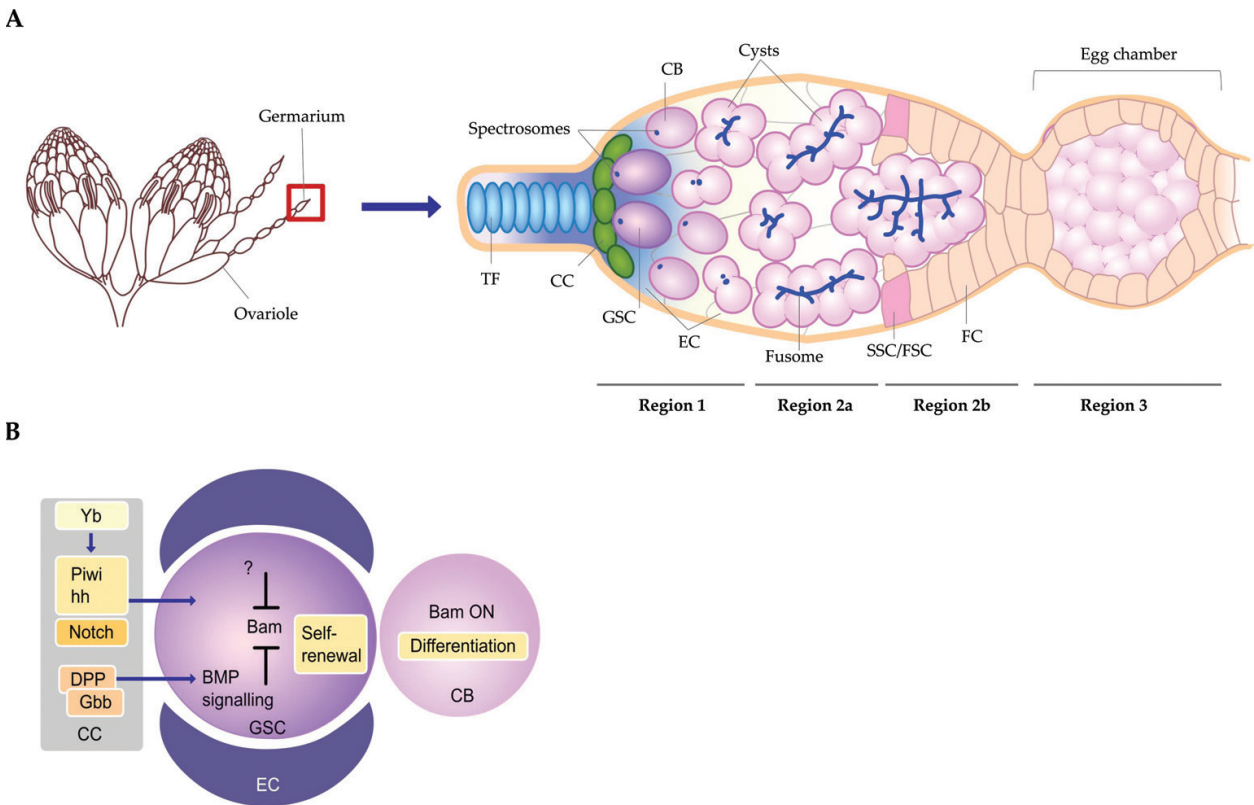 A
Germarium
Ovariole
Spectrosomes
CB
Cysts
Egg chamber
TF
CC
GSC
EC
Fusome
SSC/FSC
FC
Region 1
Region 2a
Region 2b
Region 3
B
Yb
Piwi
hh
Notch
DPP
Gbb
CC
?
Bam
Self-
renewal
BMP
signalling
GSC
EC
Bam ON
Differentiation
CB